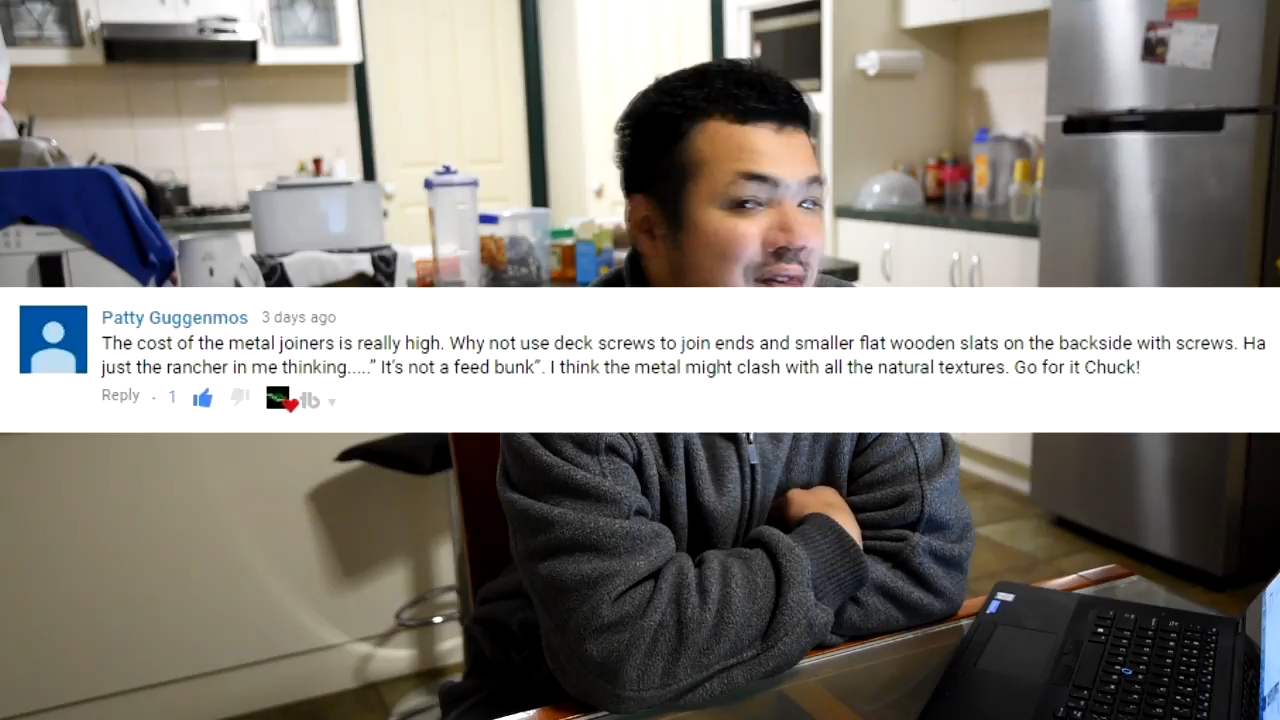 Patty Guggenmos 3 days ago
The cost of the metal joiners is really high. Why not use deck screws to join ends and smaller flat wooden slats on the backside with screws. Ha
just the rancher in me thinking.....” It’s not a feed bunk”. I think the metal might clash with all the natural textures. Go for it Chuck!
Reply · 1